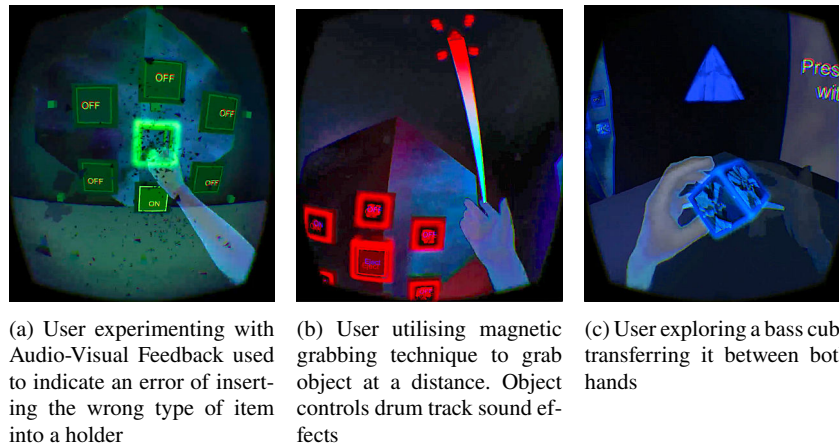 OFF
OFF
OFF
OFF
OFF
ON
Pres
wit
(a) User experimenting with
Audio-Visual Feedback used
to indicate an error of insert-
ing the wrong type of item
into a holder
(b) User utilising magnetic
grabbing technique to grab
object at a distance. Object
controls drum track sound ef-
fects
(c) User exploring a bass cub
transferring it between bot
hands